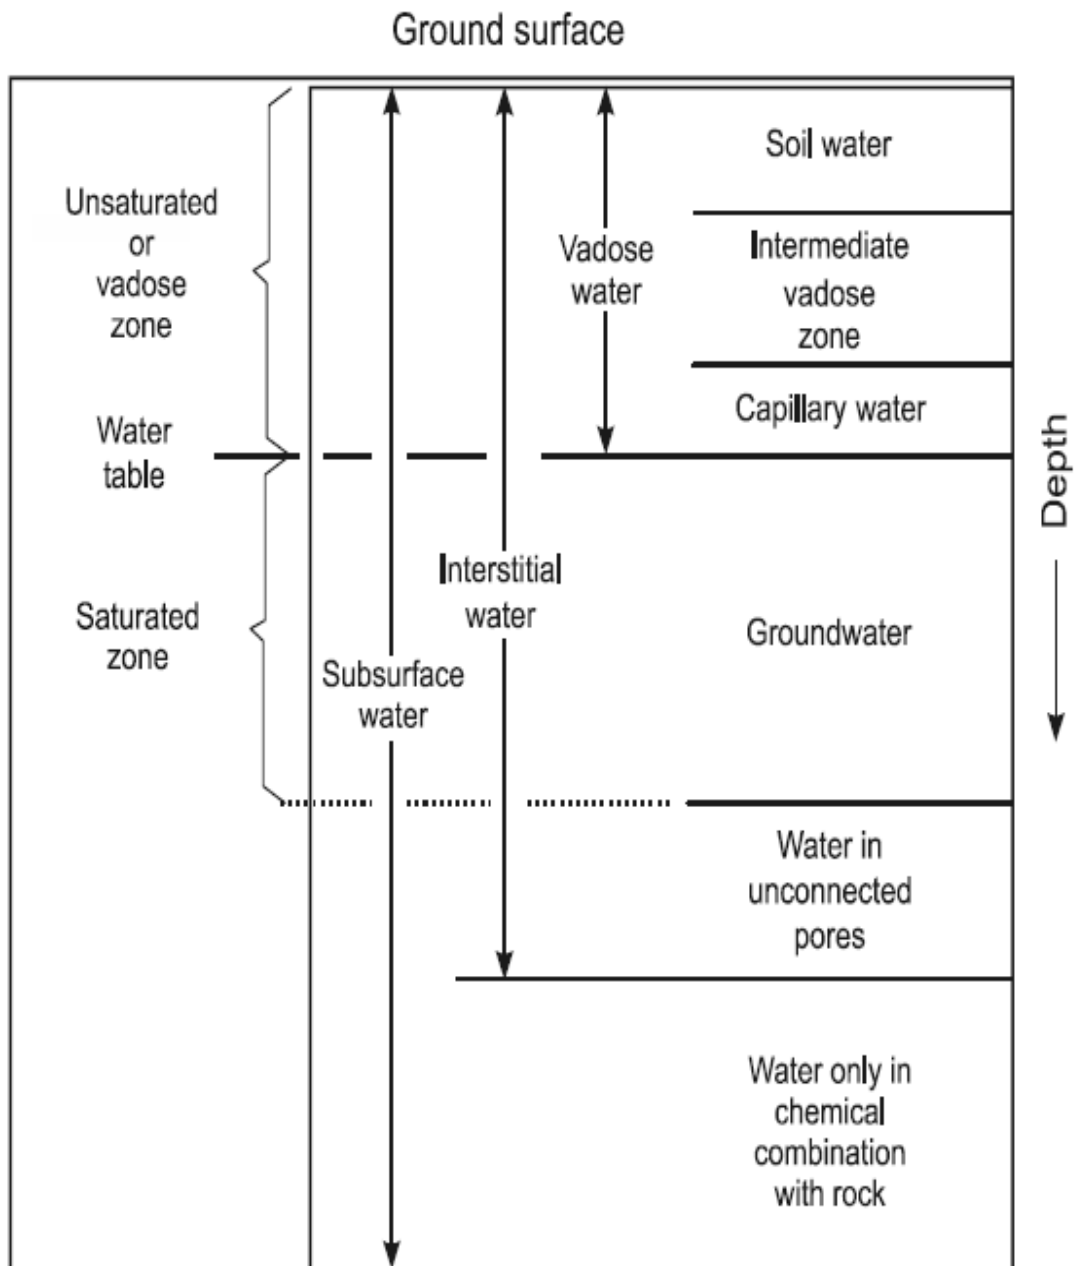 Ground surface
Unsaturated
or
vadose
zone
Water
table
Saturated
zone
Subsurface
water
Interstitial
water
Vadose
water
Soil water
Intermediate
vadose
zone
Capillary water
Groundwater
Water in
unconnected
pores
Water only in
chemical
combination
with rock
Depth